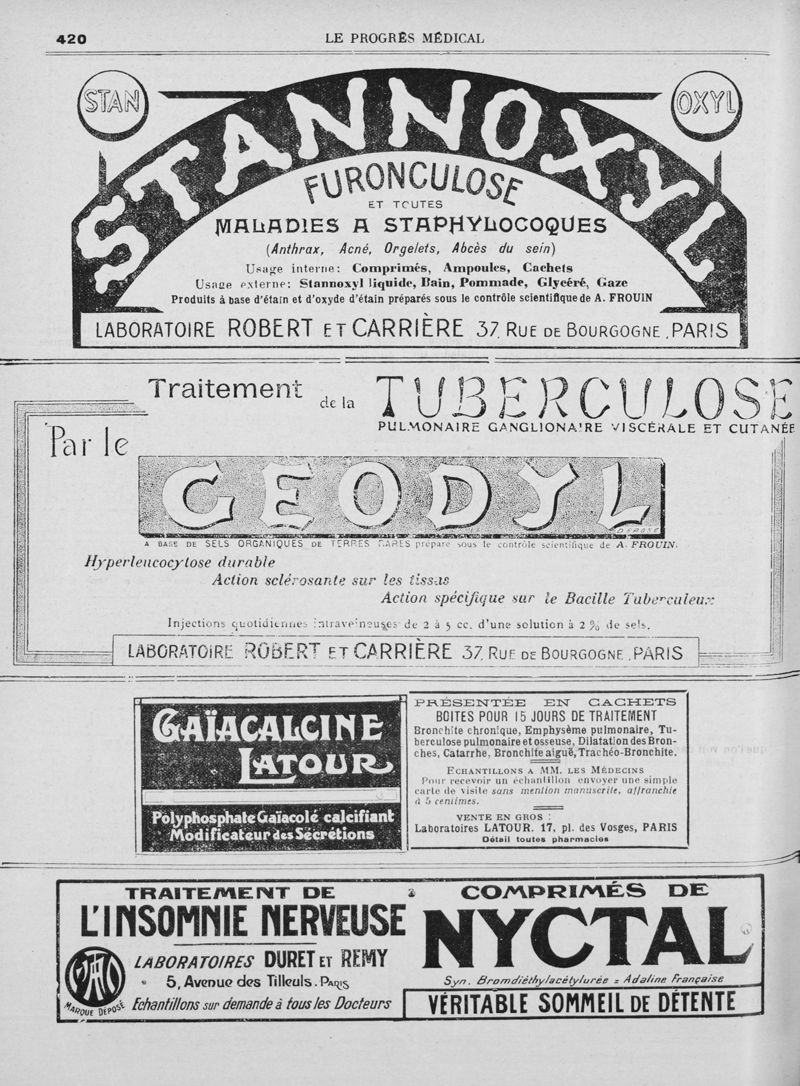 420
LE PROGRÊS MÉDICAL
STAN
OXYL
STANNOXYL
FURONCULOSE
ET TOUTES
MALADIES A STAPHYLOCOQUES
(Anthrax, Acné, Orgelets, Abcès du sein)
Usage interne: Comprimés, Ampoules, Cachets
Usage externe: Stannoxyl liquide, Bain, Pommade, Glycéré, Gaze
Produits à base d'étain et d'oxyde d'étain préparés sous le contrôle scientifique de A. FROUIN
LABORATOIRE ROBERT ET CARRIÈRE 37, RUE DE BOURGOGNE, PARIS
Traitement de la TUBERCULOSE
PULMONAIRE GANGLIONAIRE VISCÉRALE ET CUTANÉE
Par le
GEODYL
DÉPOSÉ
A BASE DE SELS ORGANIQUES DE TERRES RARES préparé sous le contrôle scientifique de A. FROUIN.
Hyperleucocytose durable
Action sclérosante sur les tissus
Action spécifique sur le Bacille Tuberculeux
Injections quotidiennes intraveineuses de 2 à 5 cc. d'une solution à 2 % de sels.
LABORATOIRE ROBERT ET CARRIÈRE 37, RUE DE BOURGOGNE, PARIS
GAÏACALCINE
LATOUR
Polyphosphate Gaïacolé calcifiant
Modificateur des Sécrétions
PRÉSENTÉE EN CACHETS
BOITES POUR 15 JOURS DE TRAITEMENT
Bronchite chronique, Emphysème pulmonaire, Tu-
berculose pulmonaire et osseuse, Dilatation des Bron-
ches, Catarrhe, Bronchite aiguë, Trachéo-Bronchite.
ECHANTILLONS A MM. LES MÉDECINS
Pour recevoir un échantillon envoyer une simple
carte de visite sans mention manuscrite, affranchie
à 5 centimes.
VENTE EN GROS :
Laboratoires LATOUR. 17, pl. des Vosges, PARIS
Détail toutes pharmacies
TRAITEMENT DE
L'INSOMNIE NERVEUSE
LABORATOIRES DURET ET REMY
5, Avenue des Tilleuls. PARIS
MARQUE DÉPOSÉ
Echantillons sur demande à tous les Docteurs
COMPRIMÉS DE
NYCTAL
Syn. Bromdiéthylacétylurée = Adaline Française
VÉRITABLE SOMMEIL DE DÉTENTE